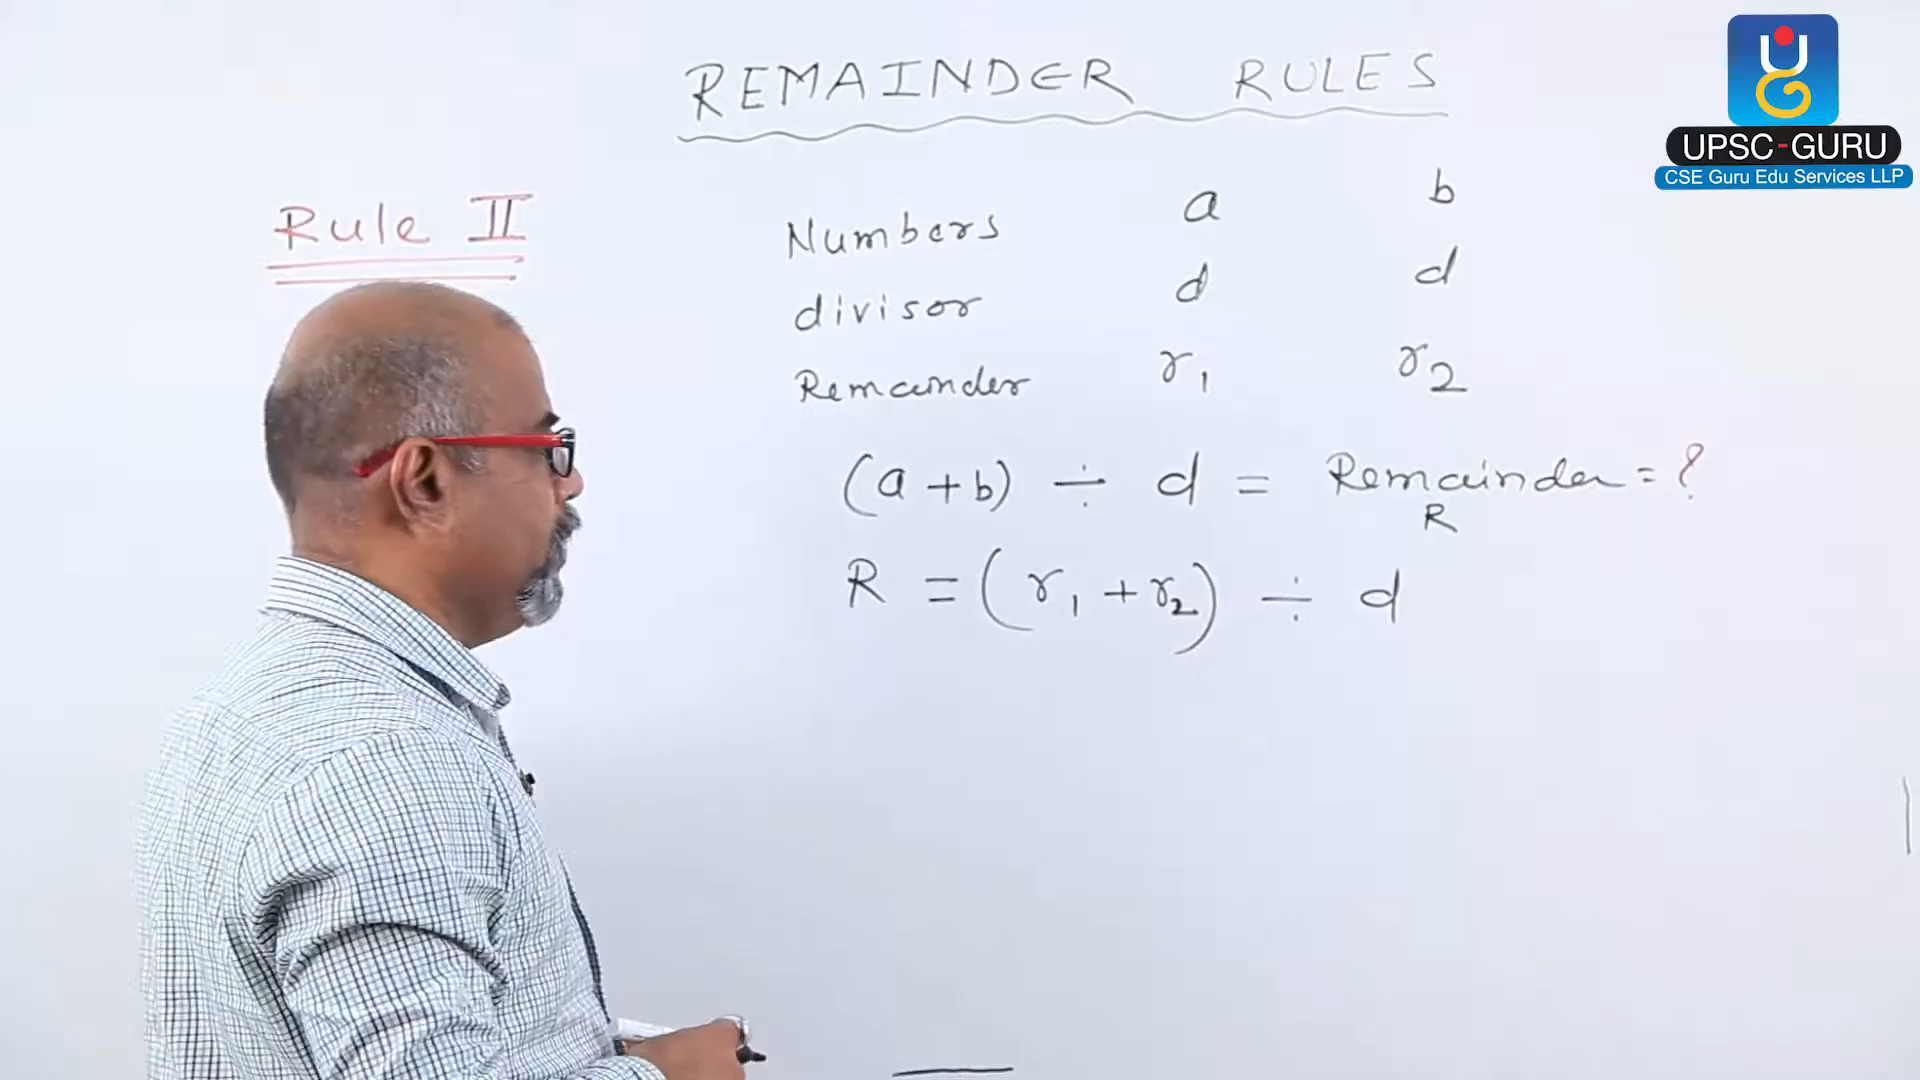 REMAINDER RULES
UPSC-GURU
CSE Guru Edu Services LLP
Rule II
Numbers a b
divisor d d
Remainder r₁ r₂
(a + b) ÷ d = Remainder = ?
R
R = (r₁ + r₂) ÷ d